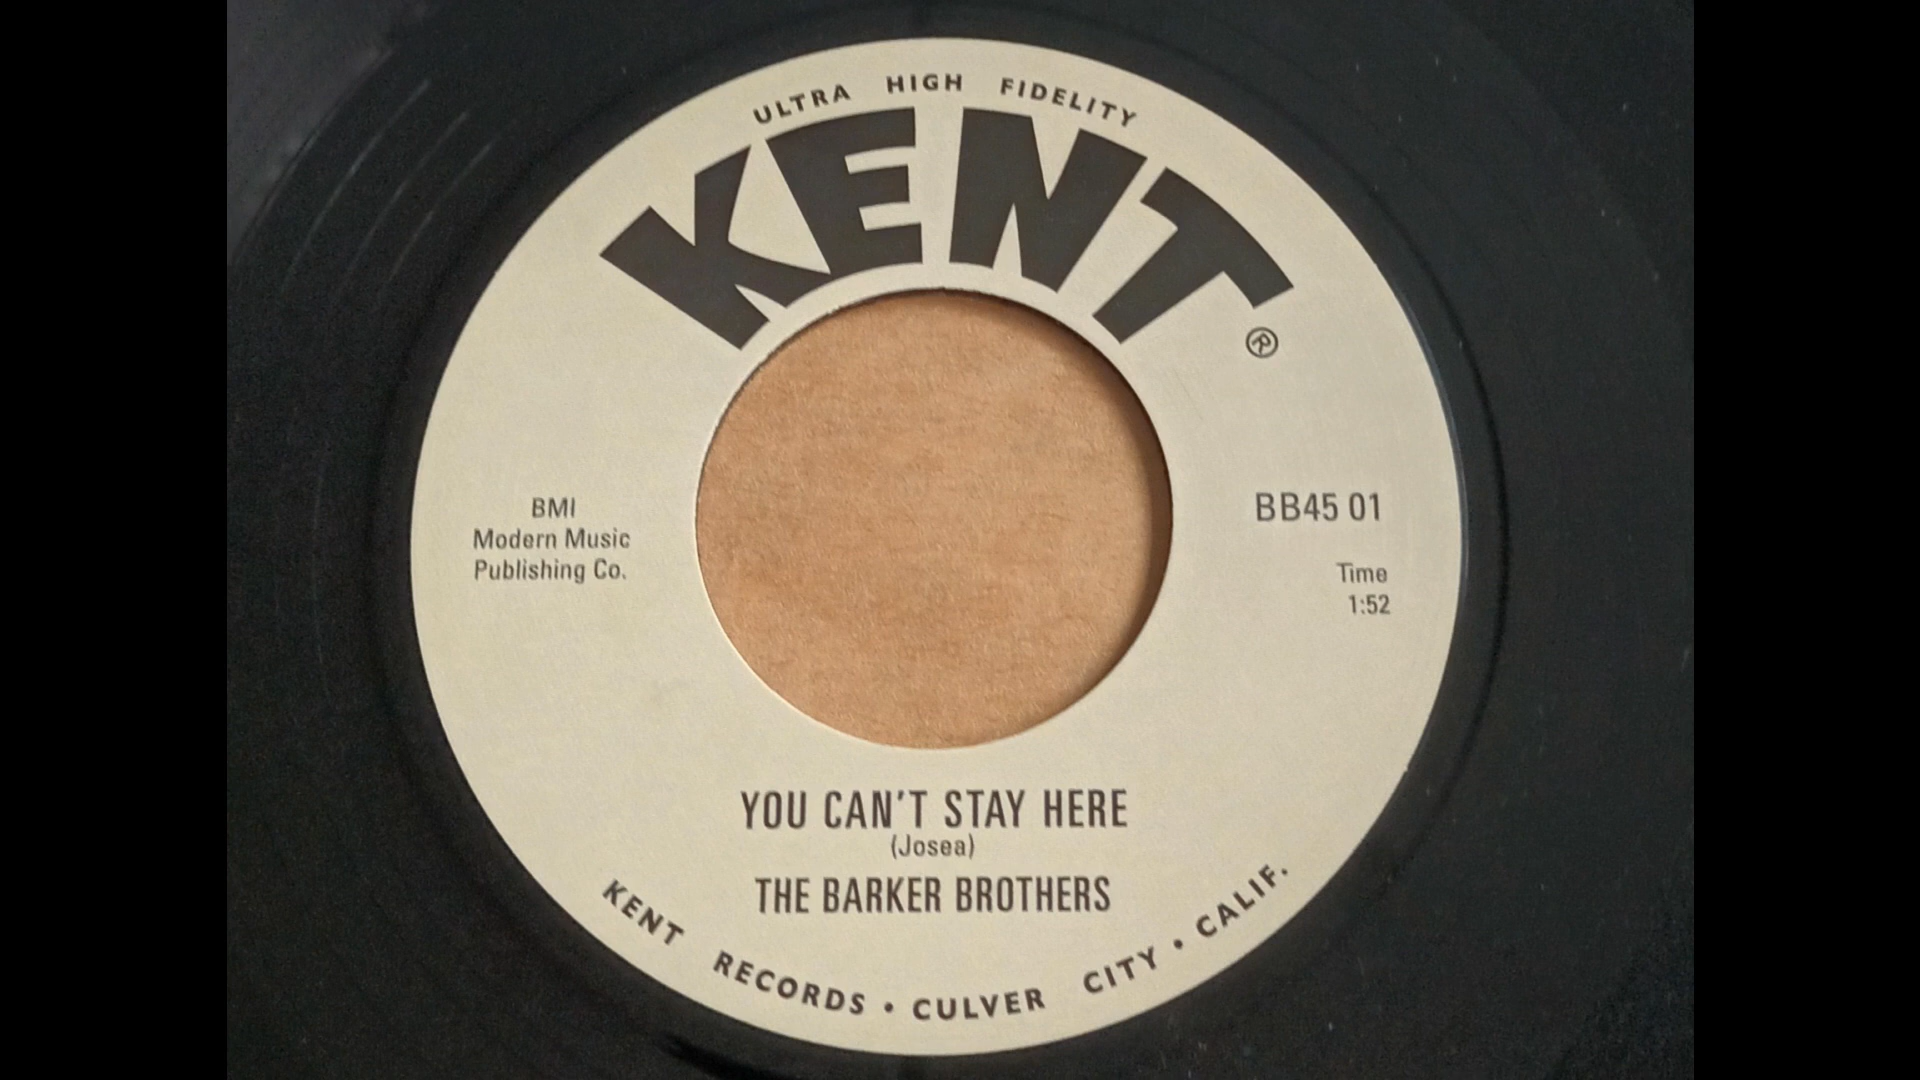 ULTRA HIGH FIDELITY
KENT
®
BMI
Modern Music
Publishing Co.
BB45 01
Time
1:52
YOU CAN'T STAY HERE
(Josea)
THE BARKER BROTHERS
KENT RECORDS • CULVER CITY • CALIF.